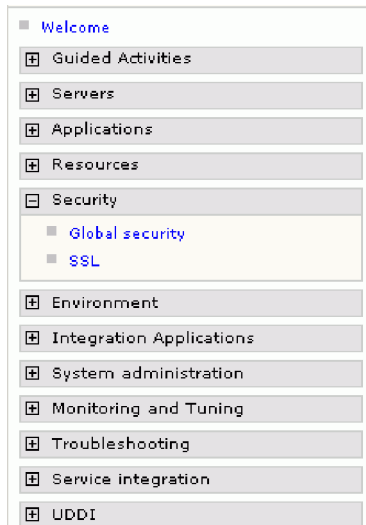 Welcome
Guided Activities
Servers
Applications
Resources
Security
Global security
SSL
Environment
Integration Applications
System administration
Monitoring and Tuning
Troubleshooting
Service integration
UDDI